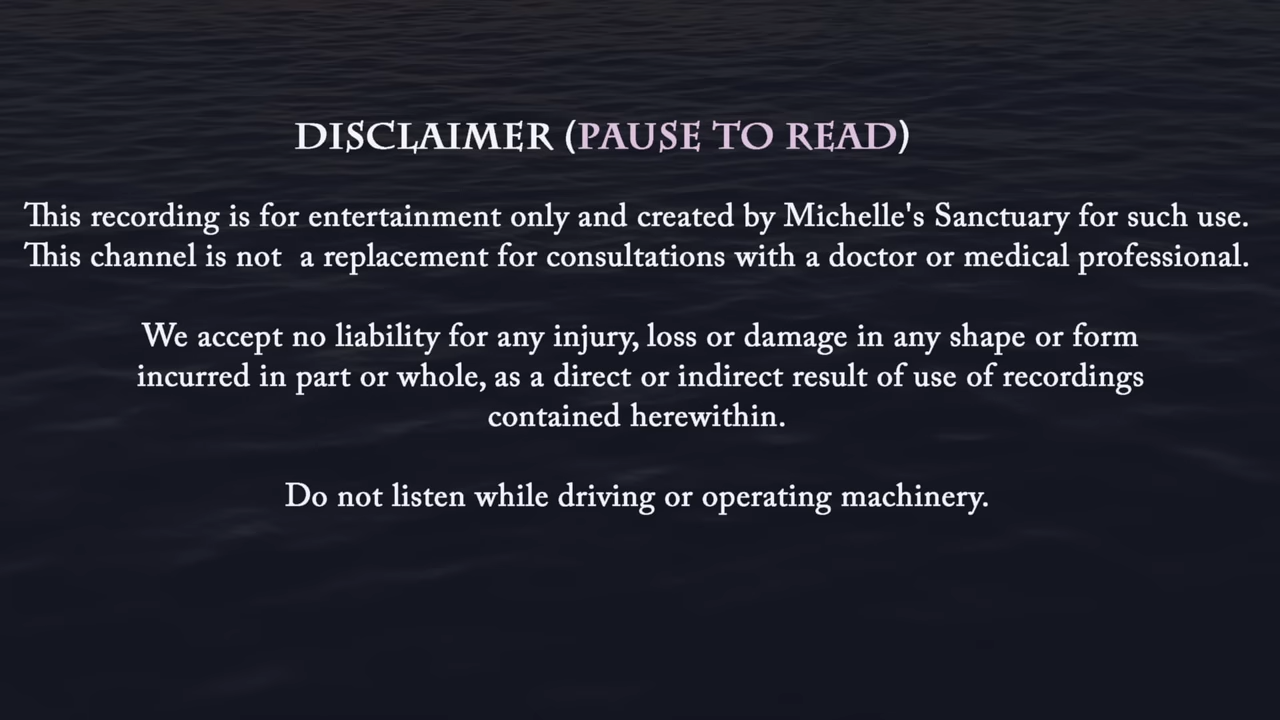 DISCLAIMER (PAUSE TO READ)
This recording is for entertainment only and created by Michelle's Sanctuary for such use.
This channel is not  a replacement for consultations with a doctor or medical professional.
We accept no liability for any injury, loss or damage in any shape or form
incurred in part or whole, as a direct or indirect result of use of recordings
contained herewithin.
Do not listen while driving or operating machinery.